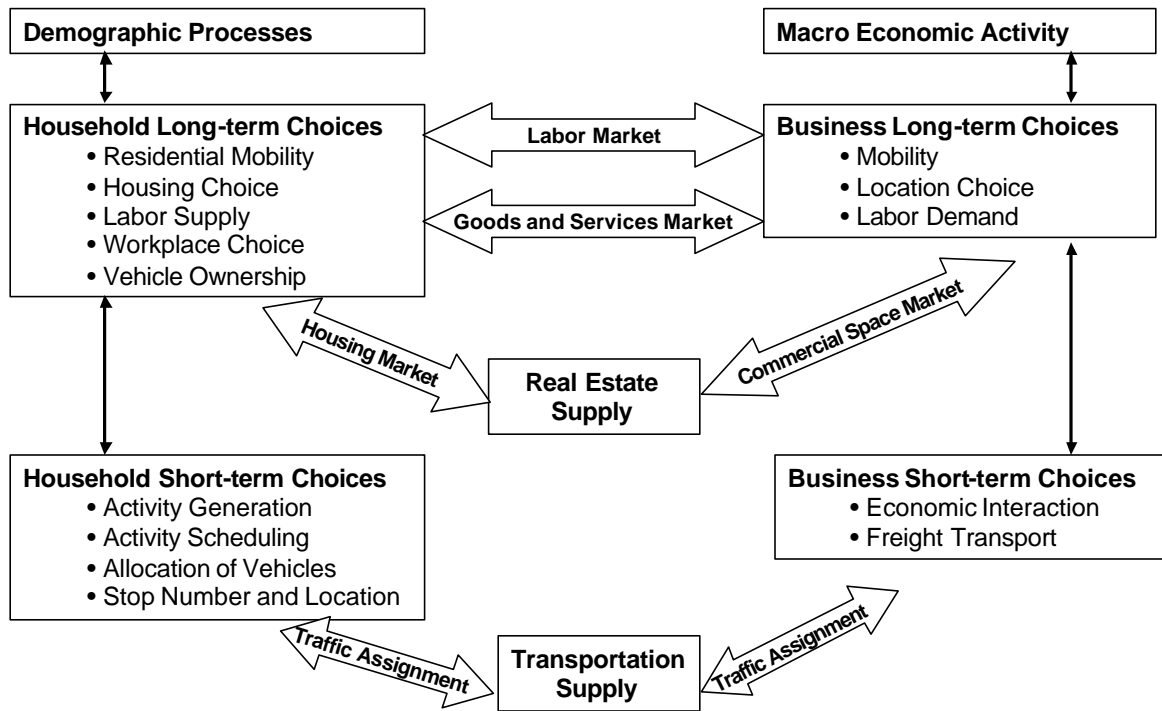 Demographic Processes
Macro Economic Activity
Household Long-term Choices
• Residential Mobility
• Housing Choice
• Labor Supply
• Workplace Choice
• Vehicle Ownership
Labor Market
Goods and Services Market
Business Long-term Choices
• Mobility
• Location Choice
• Labor Demand
Housing Market
Commercial Space Market
Real Estate
Supply
Household Short-term Choices
• Activity Generation
• Activity Scheduling
• Allocation of Vehicles
• Stop Number and Location
Business Short-term Choices
• Economic Interaction
• Freight Transport
Traffic Assignment
Traffic Assignment
Transportation
Supply